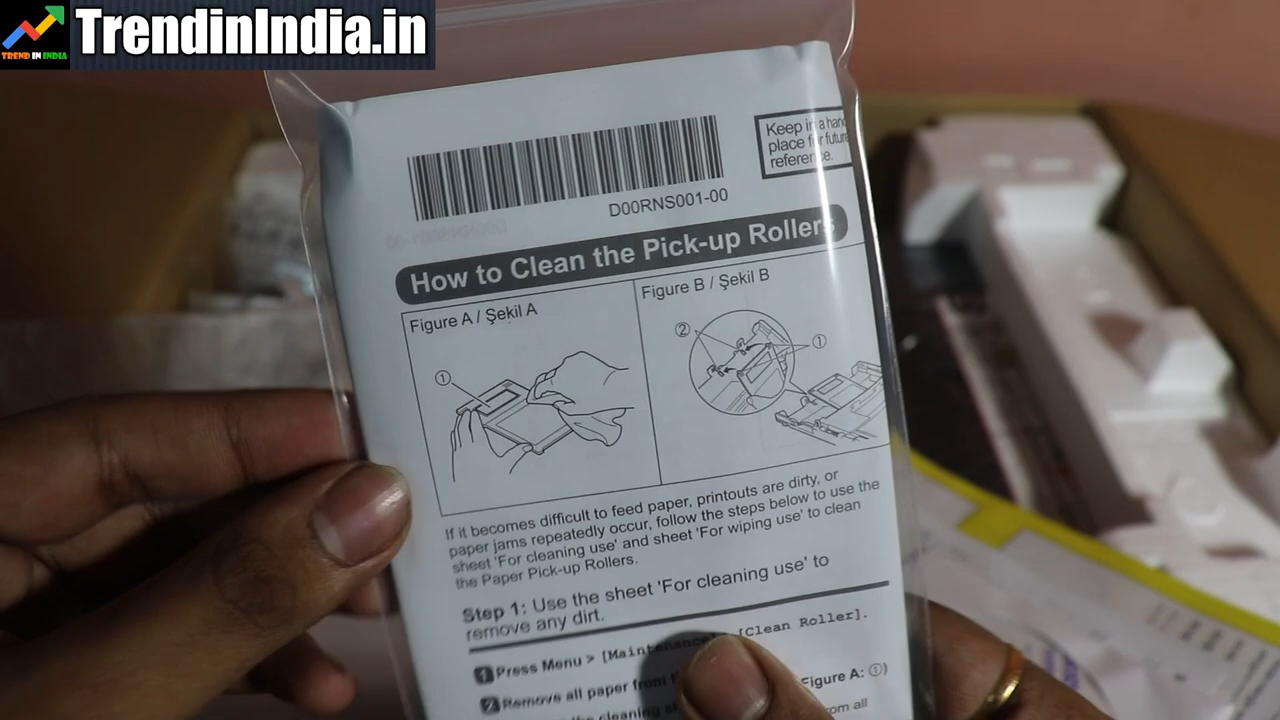 TREND IN INDIA
TrendinIndia.in
Keep in a hand
place for future
reference.
D00RNS001-00
How to Clean the Pick-up Rollers
Figure A / Şekil A
Figure B / Şekil B
②
①
①
If it becomes difficult to feed paper, printouts are dirty, or
paper jams repeatedly occur, follow the steps below to use the
sheet 'For cleaning use' and sheet 'For wiping use' to clean
the Paper Pick-up Rollers.
Step 1: Use the sheet 'For cleaning use' to
remove any dirt.
1 Press Menu > [Maintenance] > [Clean Roller].
2 Remove all paper from
Figure A: ①)
the cleaning
from all